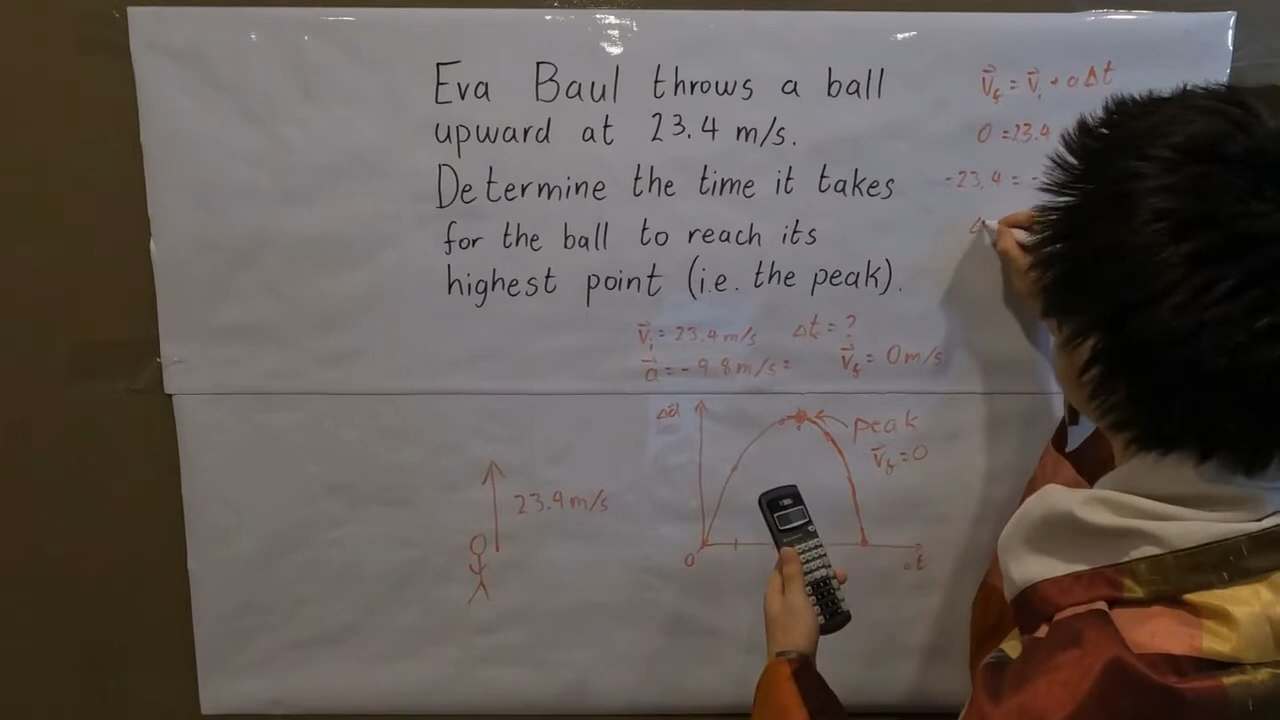 Eva Baul throws a ball
upward at 23.4 m/s.
Determine the time it takes
for the ball to reach its
highest point (i.e. the peak).
v⃗f = v⃗i + aΔt
0 = 23.4
-23.4 = -
Δ
v⃗i = 23.4 m/s Δt = ?
a⃗ = -9.8 m/s² v⃗f = 0 m/s
Δd⃗
peak
v⃗f = 0
23.4 m/s
0
Δt